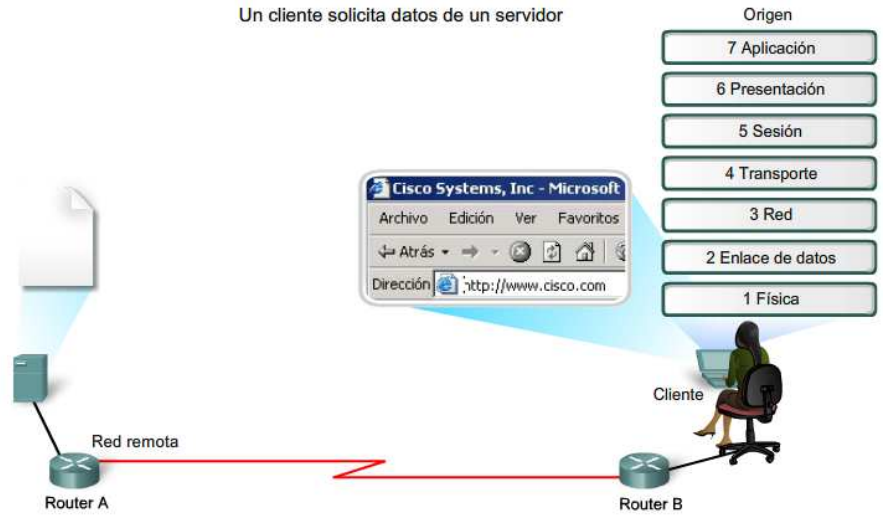 Un cliente solicita datos de un servidor
Origen
7 Aplicación
6 Presentación
5 Sesión
4 Transporte
3 Red
2 Enlace de datos
1 Física
Cisco Systems, Inc - Microsoft
Archivo Edición Ver Favoritos
Atrás
Dirección http://www.cisco.com
Cliente
Red remota
Router A
Router B